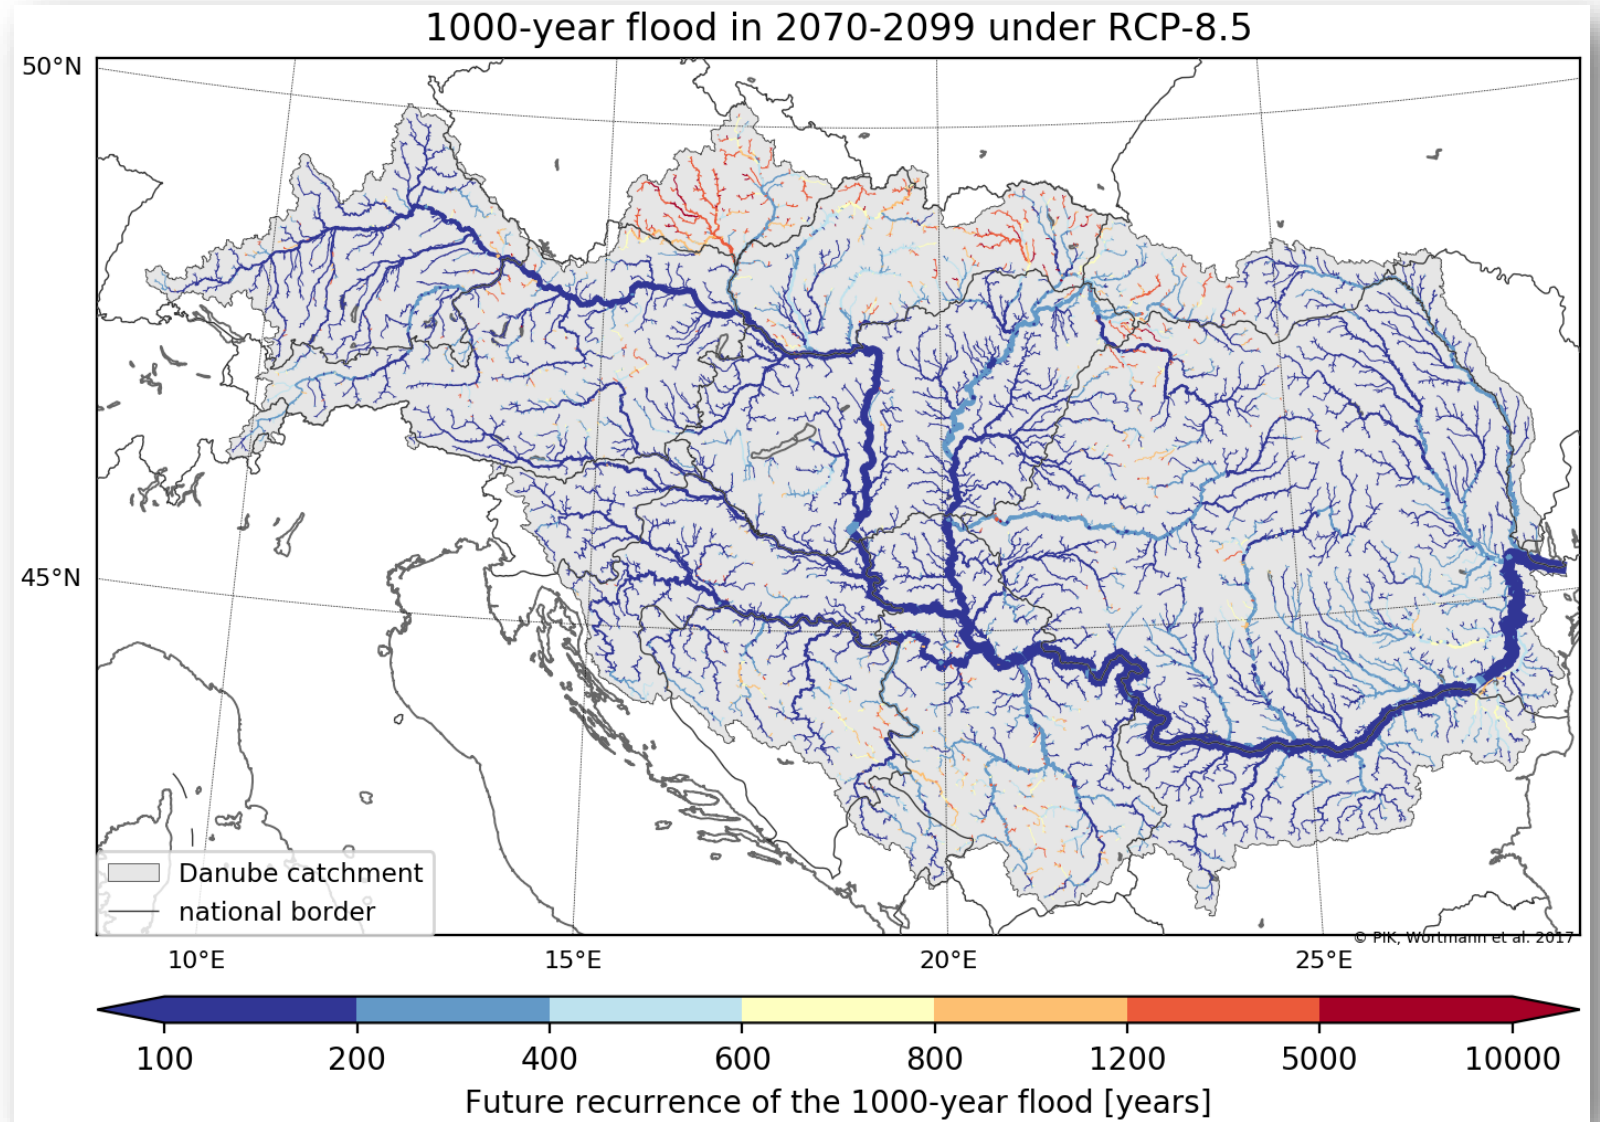 1000-year flood in 2070-2099 under RCP-8.5
50°N
45°N
Danube catchment
national border
© PIK, Wortmann et al. 2017
10°E 15°E 20°E 25°E
100 200 400 600 800 1200 5000 10000
Future recurrence of the 1000-year flood [years]